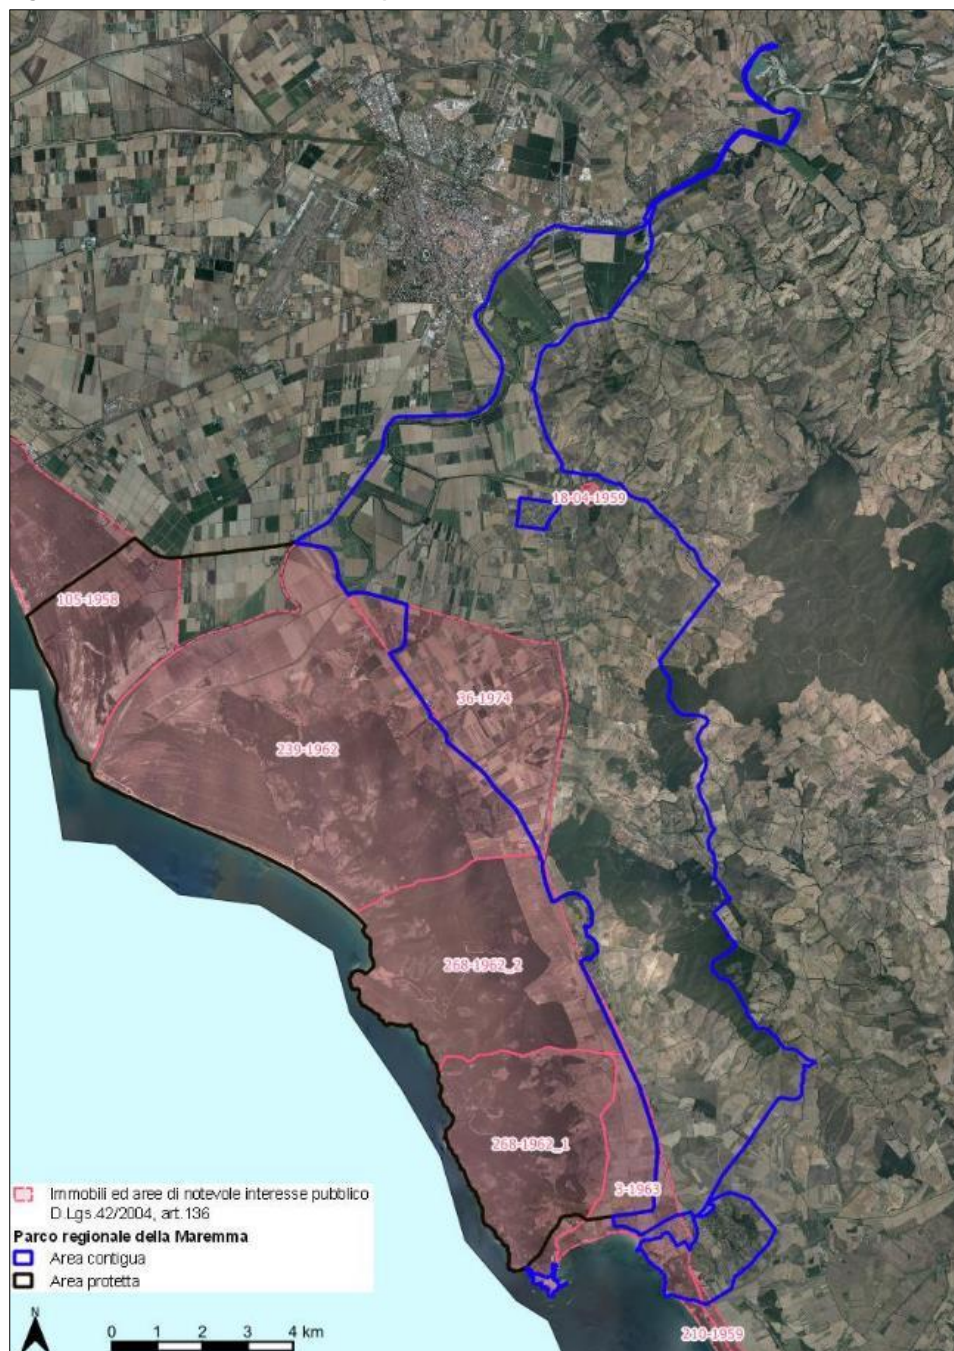 18-04-1959
105-1958
36-1974
239-1962
268-1962_2
268-1962_1
3-1963
210-1959
Immobili ed aree di notevole interesse pubblico
D.Lgs.42/2004, art.136
Parco regionale della Maremma
Area contigua
Area protetta
N
0 1 2 3 4 km